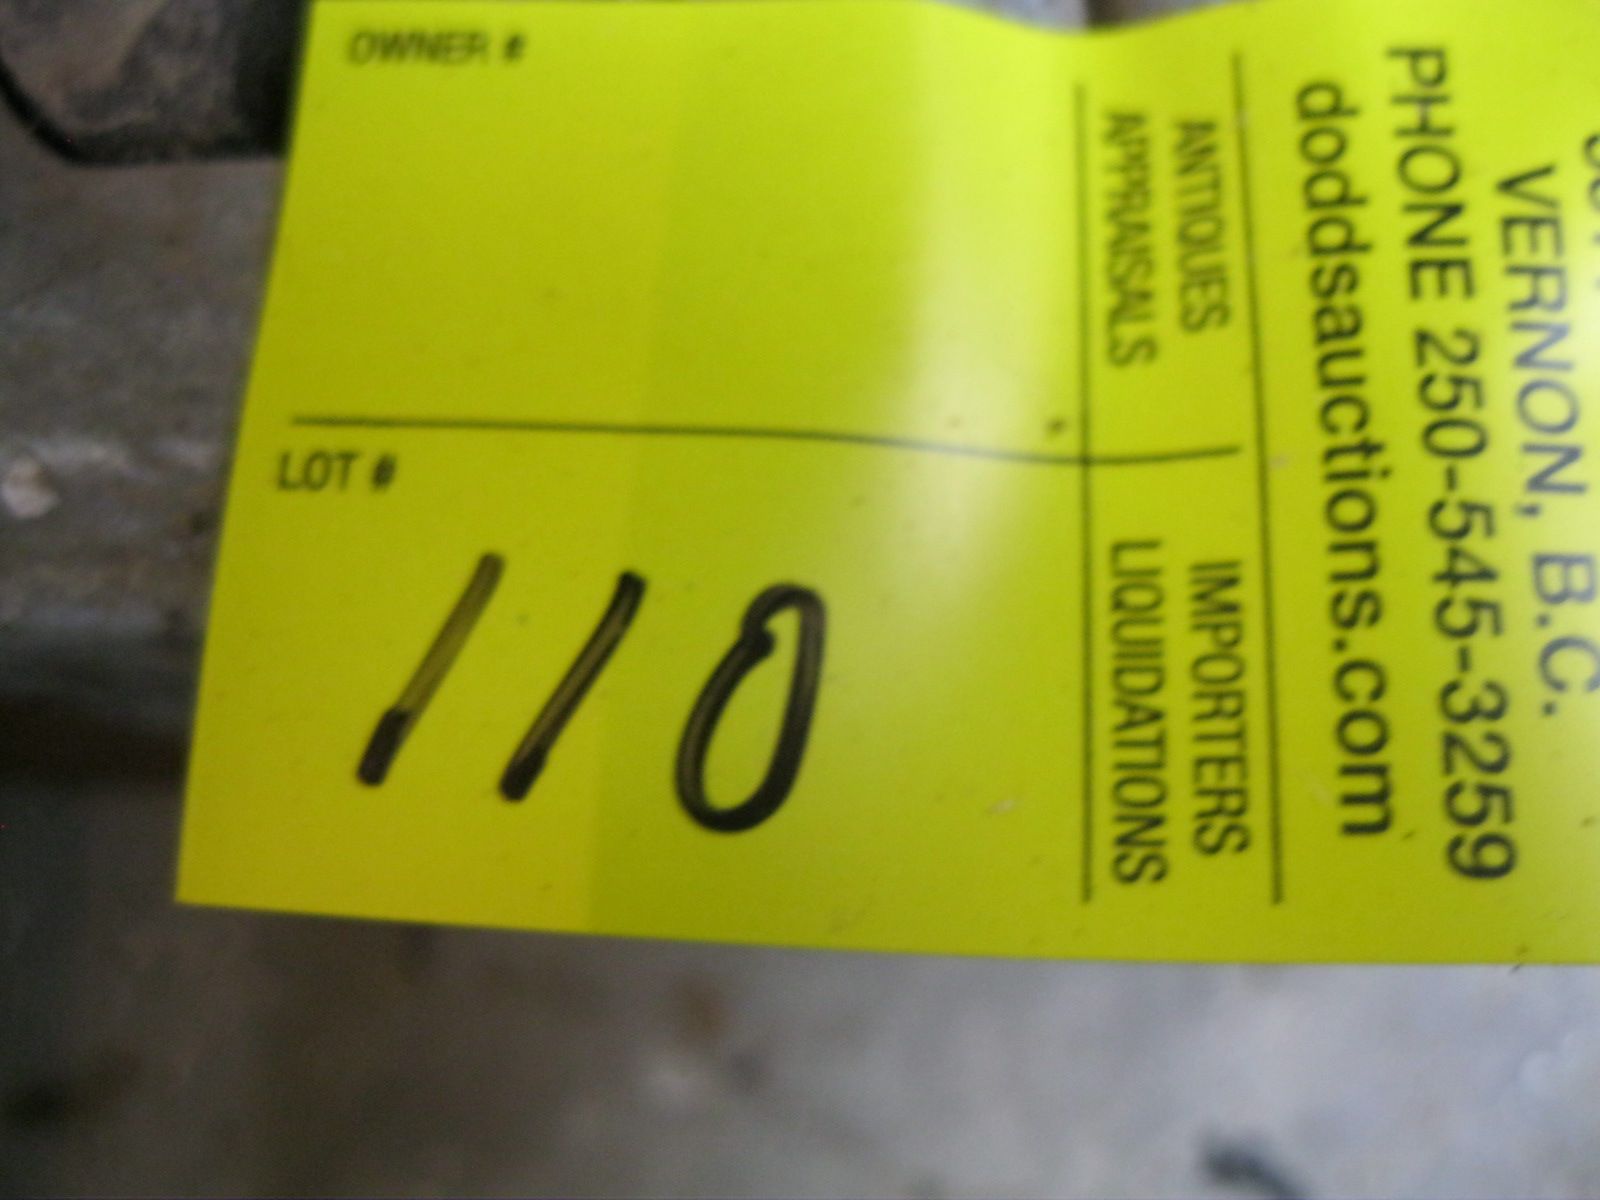 OWNER #
LOT #
110
VERNON, B.C.
PHONE 250-545-3259
doddsauctions.com
ANTIQUES IMPORTERS
APPRAISALS LIQUIDATIONS